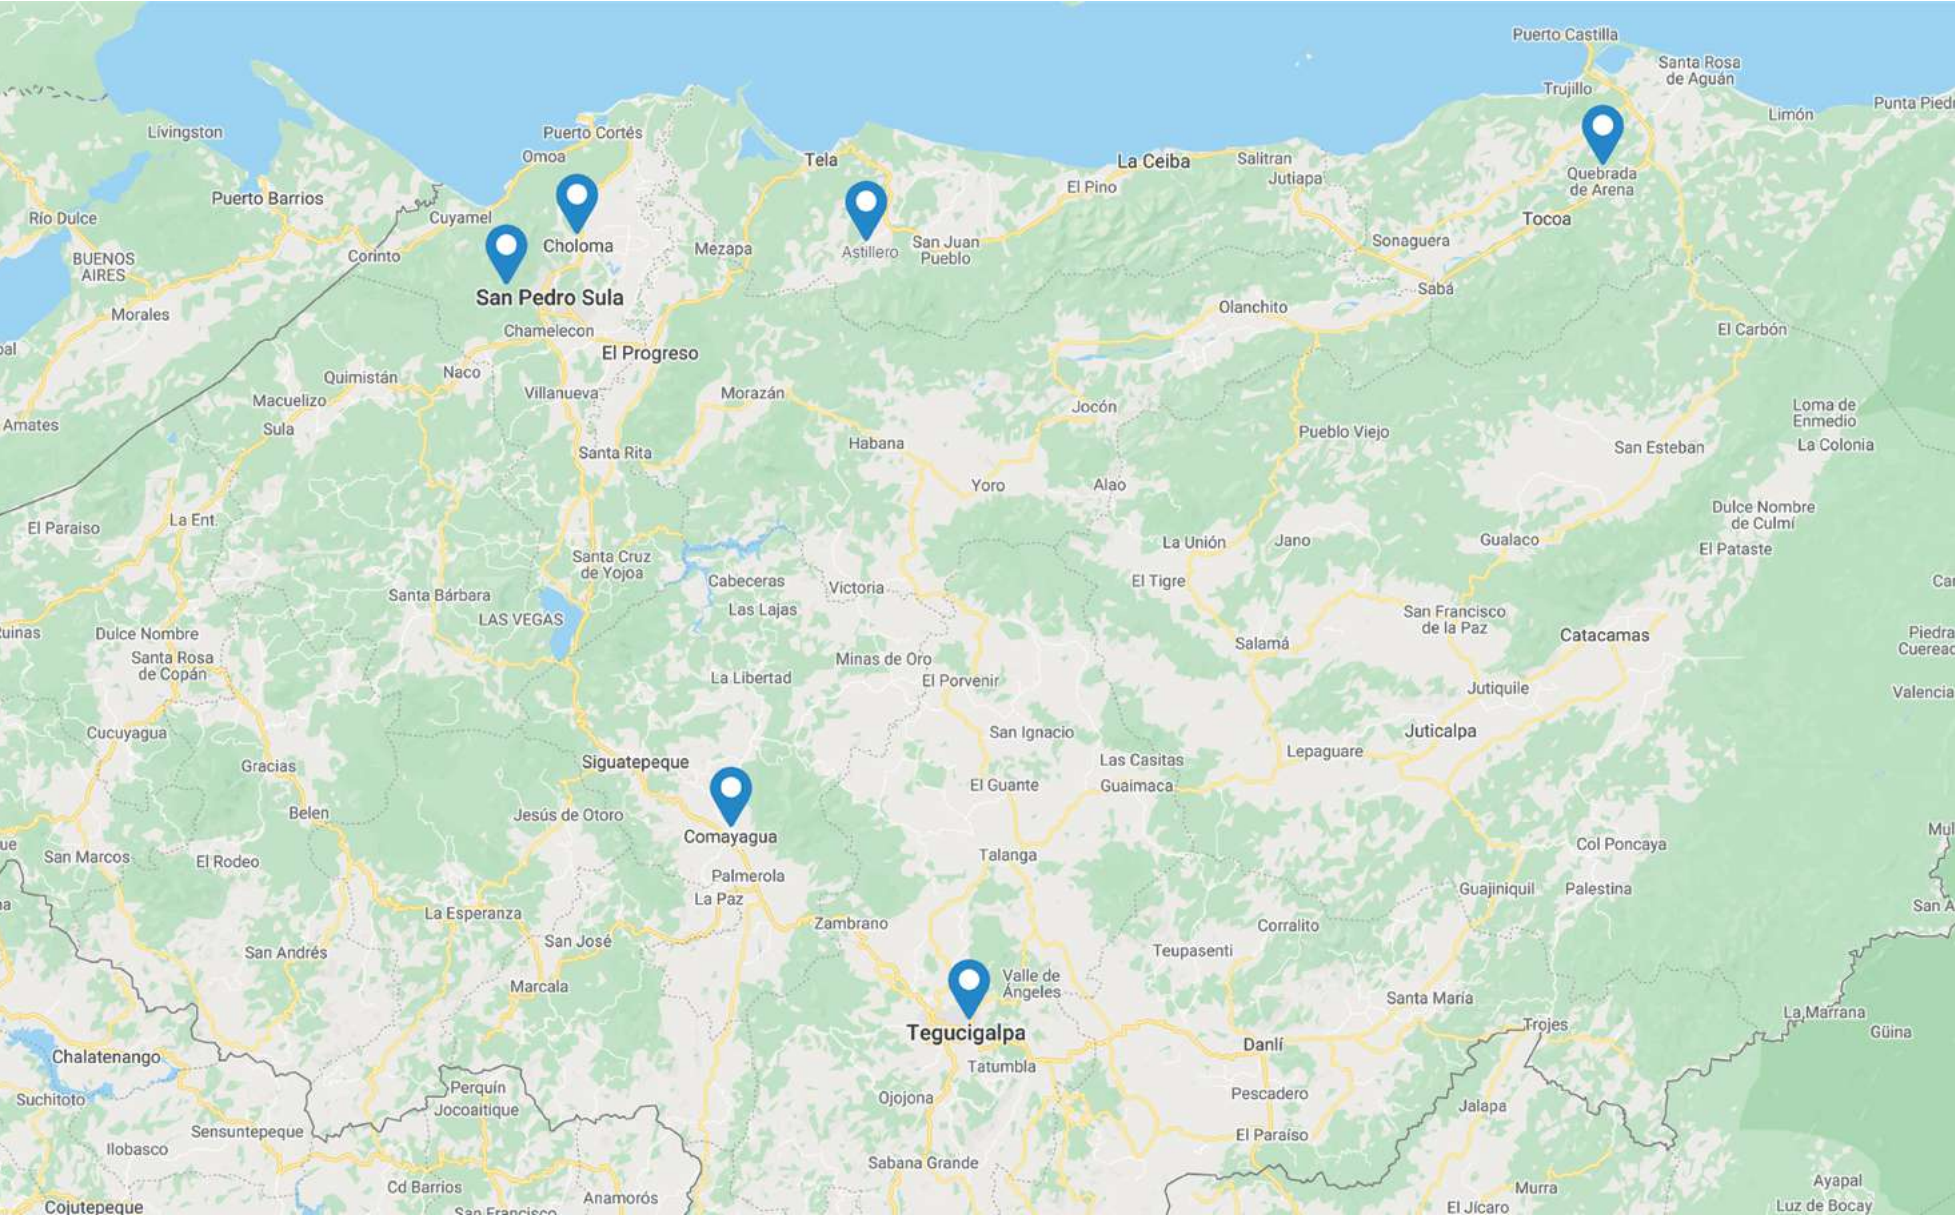 Puerto Castilla
Santa Rosa
de Aguán
Trujillo
Limón
Livingston
Puerto Cortés
Omoa
Tela
La Ceiba
Salitran
Jutiapa
El Pino
Quebrada
de Arena
Puerto Barrios
Río Dulce
Cuyamel
Tocoa
Choloma
Mezapa
Astillero
San Juan
Pueblo
Sonaguera
BUENOS
AIRES
Corinto
San Pedro Sula
Sabá
Morales
Olanchito
Chamelecon
El Carbón
El Progreso
Quimistán
Naco
Villanueva
Morazán
Macuelizo
Jocón
Loma de
Enmedio
Amates
Sula
Habana
Pueblo Viejo
La Colonia
Santa Rita
San Esteban
Yoro
Alao
Dulce Nombre
de Culmí
El Paraiso
La Ent.
La Unión
Jano
Gualaco
El Pataste
Santa Cruz
de Yojoa
Cabeceras
Victoria
El Tigre
Santa Bárbara
Las Lajas
LAS VEGAS
San Francisco
de la Paz
Dulce Nombre
Salamá
Catacamas
Santa Rosa
de Copán
Minas de Oro
La Libertad
El Porvenir
Jutiquile
Valencia
Cucuyagua
San Ignacio
Juticalpa
Lepaguare
Siguatepeque
Las Casitas
Gracias
El Guante
Guaimaca
Belen
Jesús de Otoro
Comayagua
Col Poncaya
San Marcos
El Rodeo
Talanga
Palmerola
La Paz
Guajiniquil
Palestina
La Esperanza
Zambrano
Corralito
San José
San Andrés
Teupasenti
Valle de
Ángeles
Marcala
Santa María
La Marrana
Tegucigalpa
Trojes
Güina
Chalatenango
Danlí
Tatumbla
Perquín
Suchitoto
Jocoaitique
Ojojona
Pescadero
Jalapa
Sensuntepeque
El Paraíso
Ilobasco
Sabana Grande
Cd Barrios
Anamorós
Murra
Ayapal
Cojutepeque
San Francisco
El Jícaro
Luz de Bocay